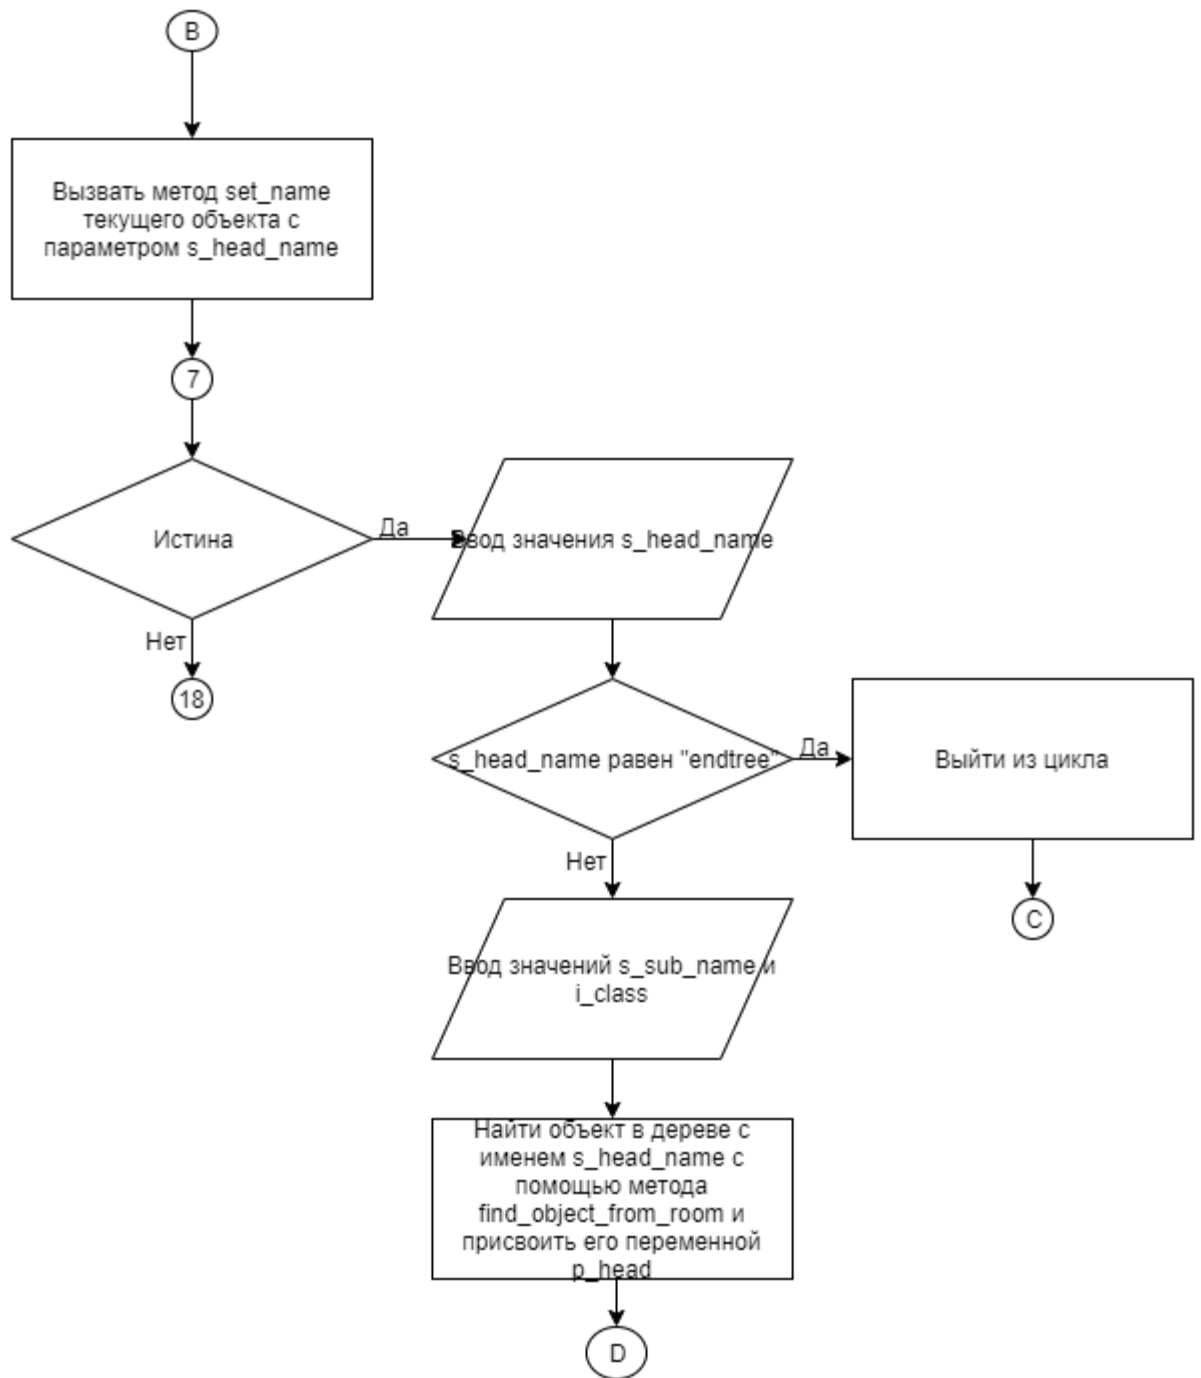 B
Вызвать метод set_name
текущего объекта с
параметром s_head_name
7
Истина
Да
Ввод значения s_head_name
Нет
18
s_head_name равен "endtree"
Да
Выйти из цикла
Нет
C
Ввод значений s_sub_name и
i_class
Найти объект в дереве с
именем s_head_name с
помощью метода
find_object_from_room и
присвоить его переменной
p_head
D